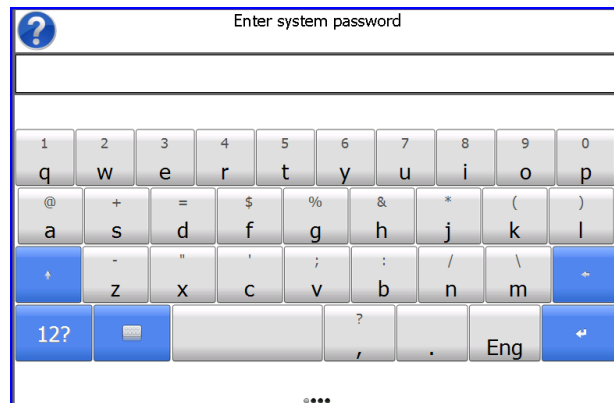 ?
Enter system password
1 2 3 4 5 6 7 8 9 0
q w e r t y u i o p
@ + = $ % & * ( )
a s d f g h j k l
- " ' ; : / \
z x c v b n m
?
12? , . Eng